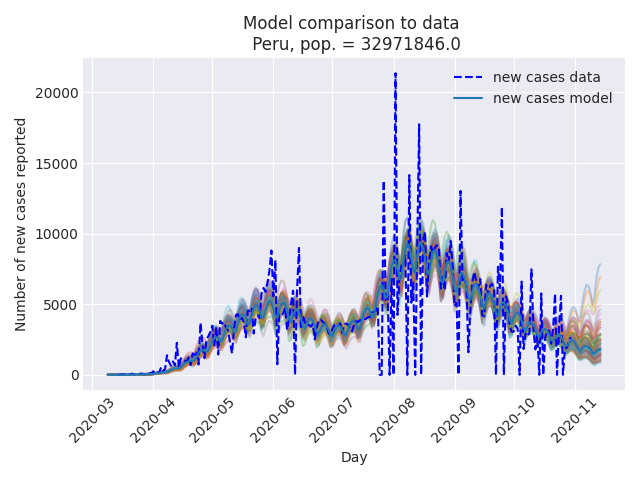 Model comparison to data
Peru, pop. = 32971846.0
new cases data
new cases model
Number of new cases reported
20000
15000
10000
5000
0
2020-03
2020-04
2020-05
2020-06
2020-07
2020-08
2020-09
2020-10
2020-11
Day